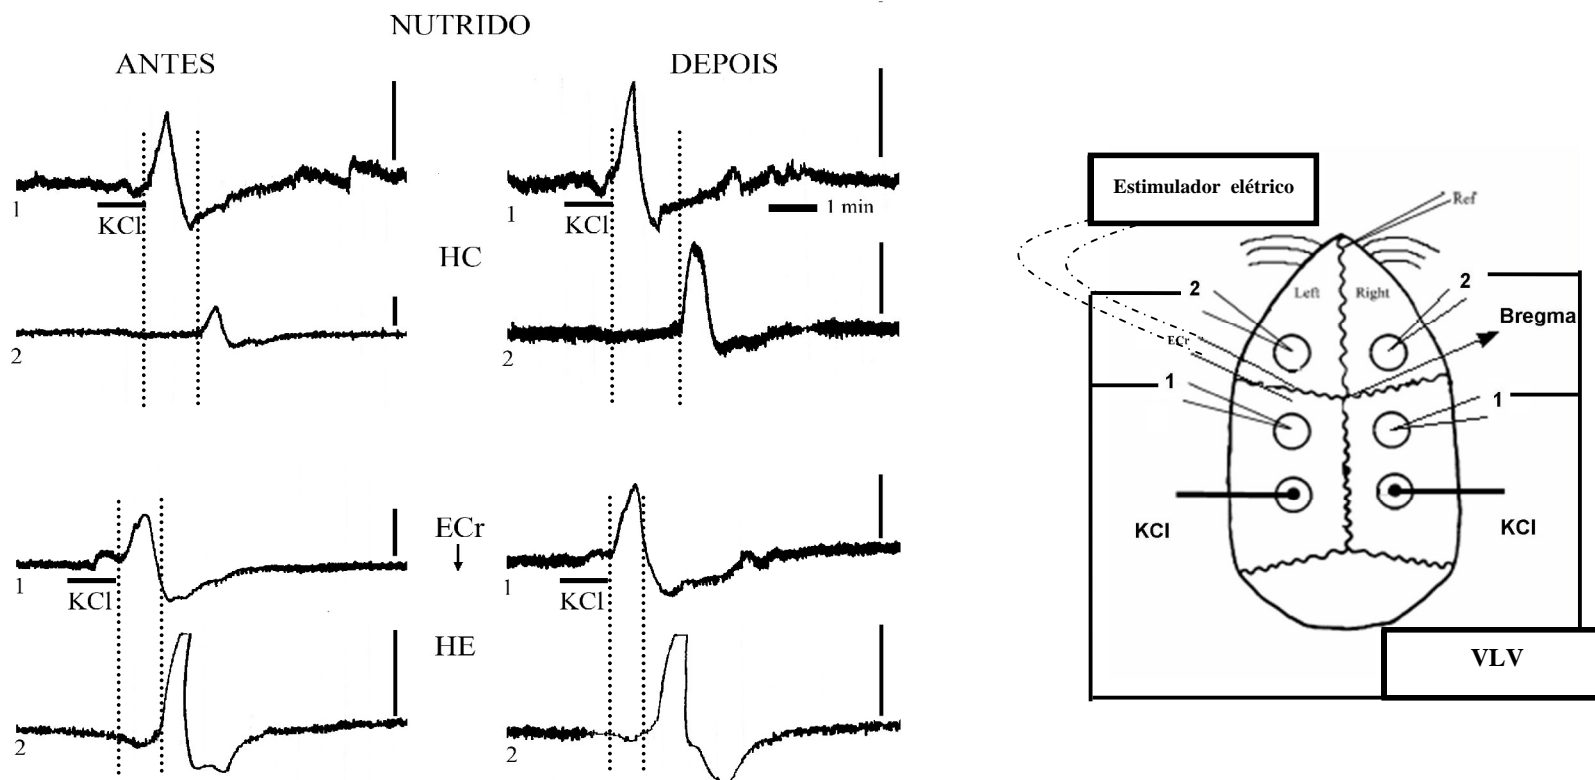 NUTRIDO
ANTES
DEPOIS
1
KCl
1
KCl
1 min
HC
2
2
ECr
1
KCl
1
KCl
HE
2
2
Estimulador elétrico
Ref
2
Left
Right
2
Bregma
ECr
1
1
KCl
KCl
VLV